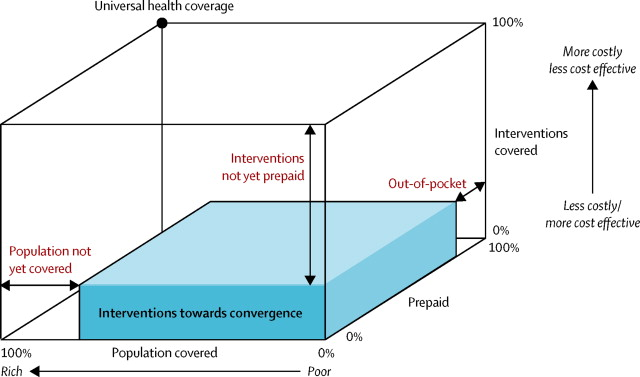 Universal health coverage
100%
More costly
less cost effective
Interventions
not yet prepaid
Interventions
covered
Out-of-pocket
Less costly/
more cost effective
0%
100%
Population not
yet covered
Interventions towards convergence
Prepaid
0%
100%
Population covered
0%
Rich
Poor